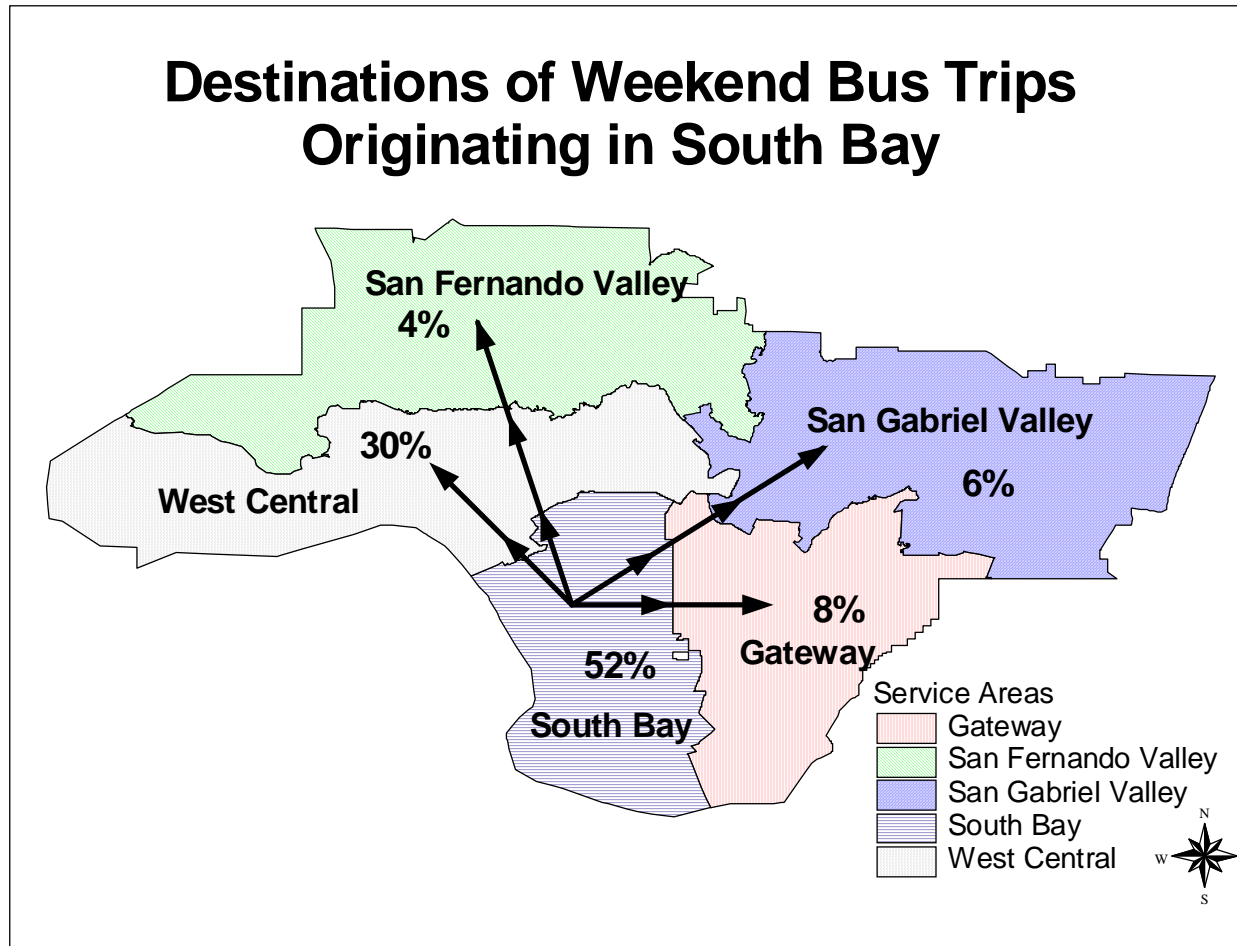 Destinations of Weekend Bus Trips
Originating in South Bay
San Fernando Valley
4%
San Gabriel Valley
6%
30%
West Central
8%
Gateway
52%
South Bay
Service Areas
Gateway
San Fernando Valley
San Gabriel Valley
South Bay
West Central
N
W
S